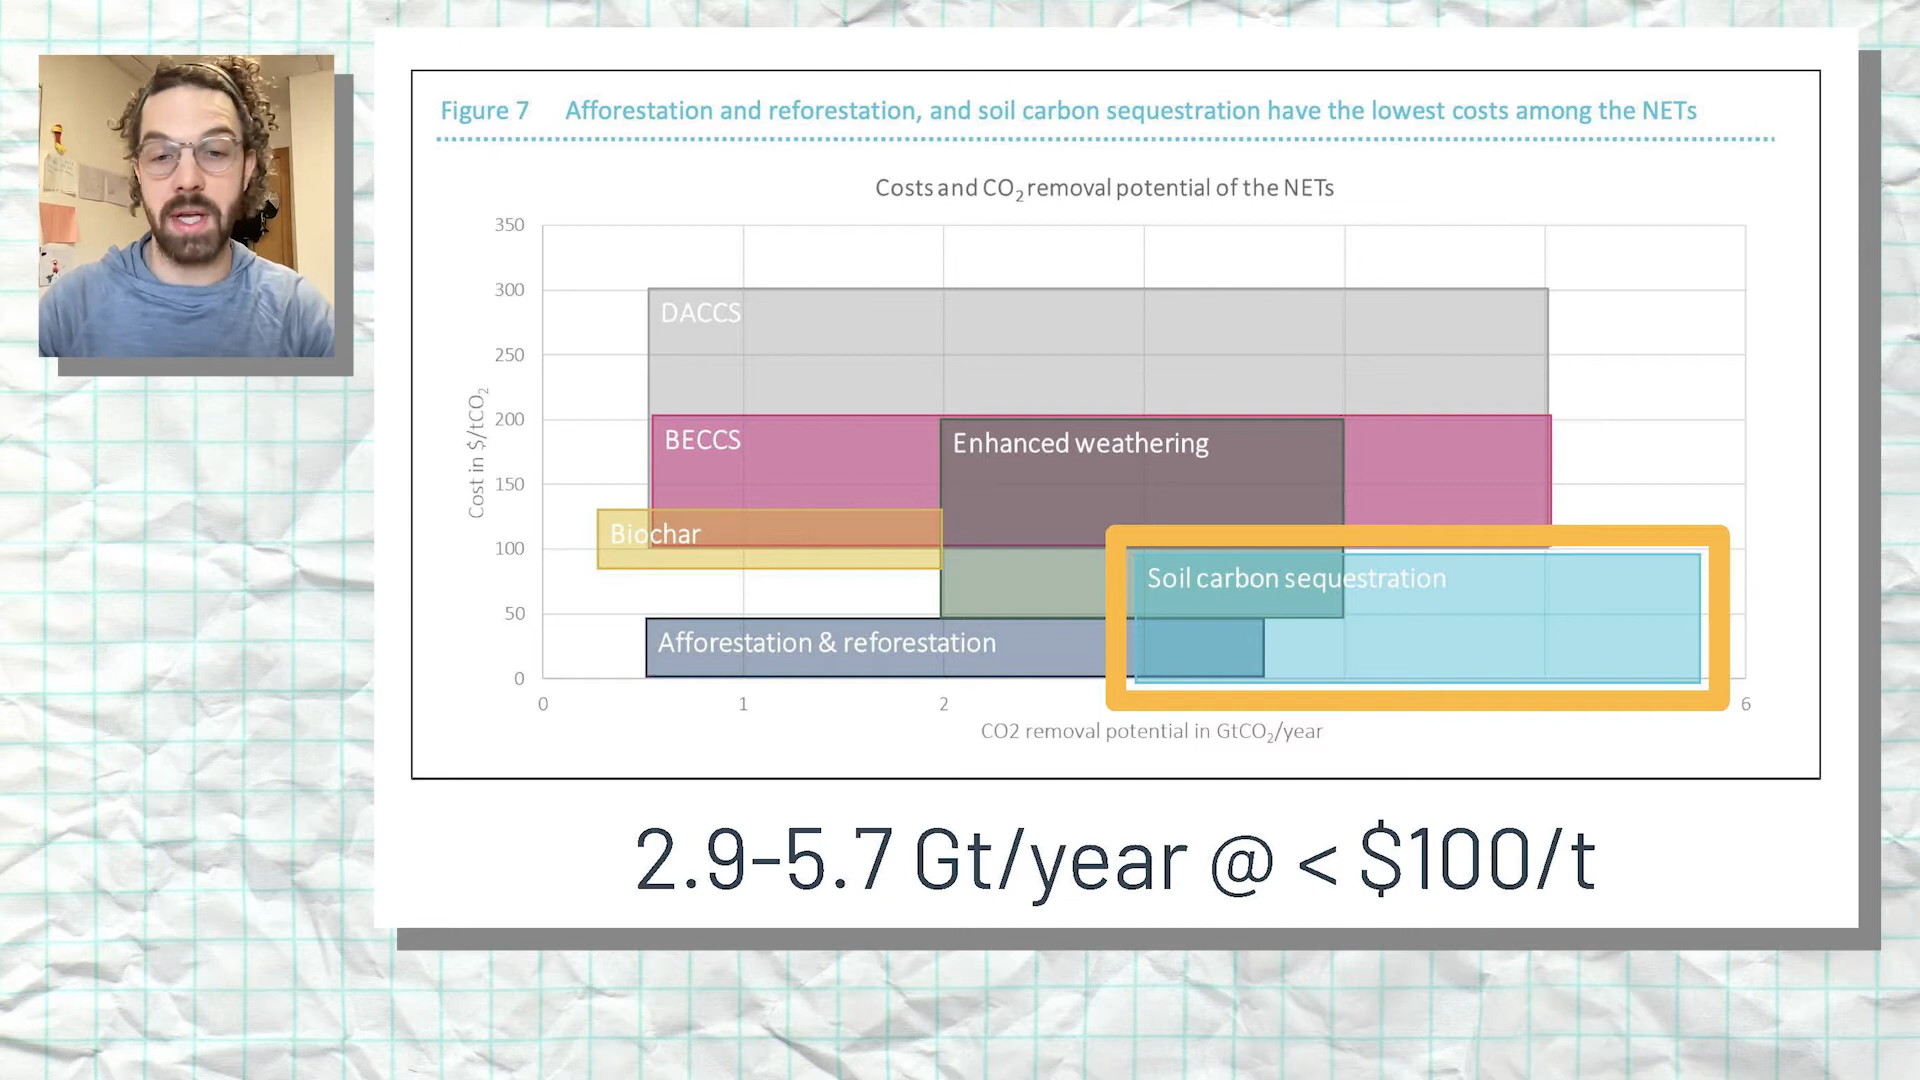 Figure 7 Afforestation and reforestation, and soil carbon sequestration have the lowest costs among the NETs
Costs and CO₂ removal potential of the NETs
350
300
250
200
150
100
50
0
Cost in $/tCO₂
DACCS
BECCS
Enhanced weathering
Biochar
Soil carbon sequestration
Afforestation & reforestation
0 1 2 6
CO2 removal potential in GtCO₂/year
2.9–5.7 Gt/year @ < $100/t